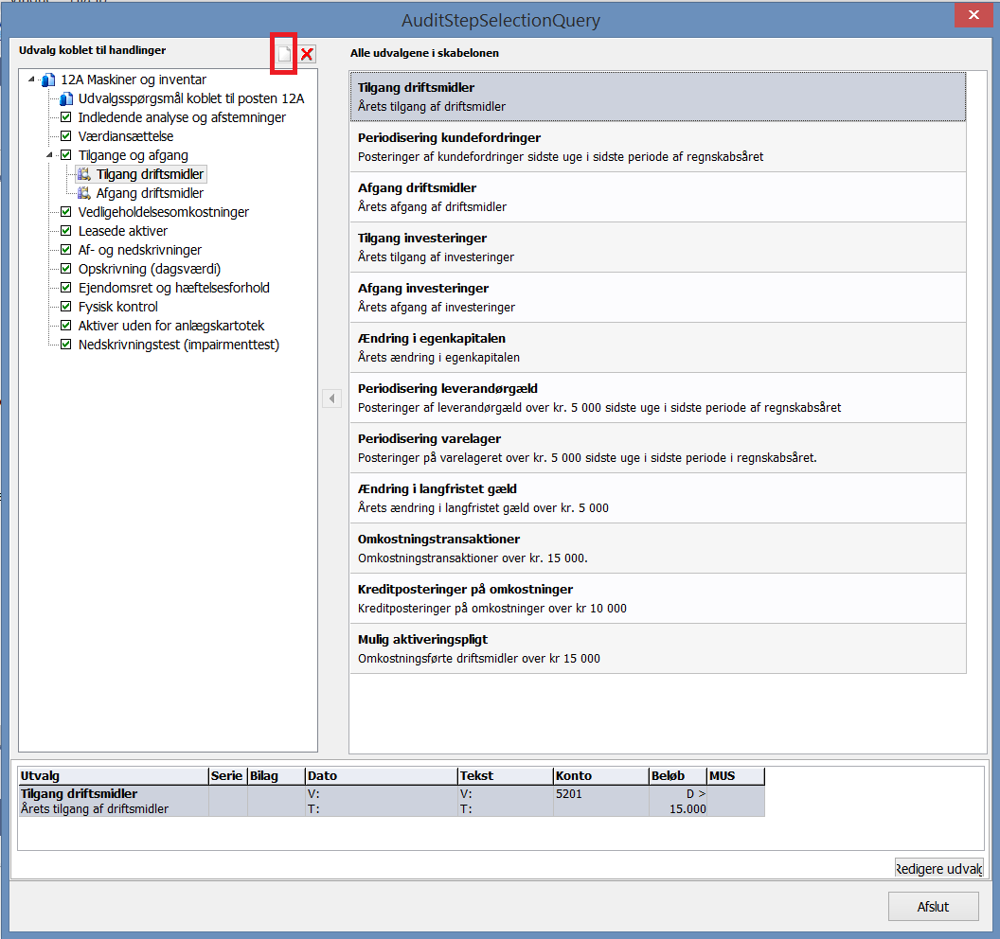 AuditStepSelectionQuery
Udvalg koblet til handlinger
12A Maskiner og inventar
Udvalgsspørgsmål koblet til posten 12A
Indledende analyse og afstemninger
Værdiansættelse
Tilgange og afgang
Tilgang driftsmidler
Afgang driftsmidler
Vedligeholdelsesomkostninger
Leasede aktiver
Af- og nedskrivninger
Opskrivning (dagsværdi)
Ejendomsret og hæftelsesforhold
Fysisk kontrol
Aktiver uden for anlægskartotek
Nedskrivningstest (impairmenttest)
Alle udvalgene i skabelonen
Tilgang driftsmidler
Årets tilgang af driftsmidler
Periodisering kundefordringer
Posteringer af kundefordringer sidste uge i sidste periode af regnskabsåret
Afgang driftsmidler
Årets afgang af driftsmidler
Tilgang investeringer
Årets tilgang af investeringer
Afgang investeringer
Årets afgang af investeringer
Ændring i egenkapitalen
Årets ændring i egenkapitalen
Periodisering leverandørgæld
Posteringer af leverandørgæld over kr. 5 000 sidste uge i sidste periode af regnskabsåret
Periodisering varelager
Posteringer på varelageret over kr. 5 000 sidste uge i sidste periode i regnskabsåret.
Ændring i langfristet gæld
Årets ændring i langfristet gæld over kr. 5 000
Omkostningstransaktioner
Omkostningstransaktioner over kr. 15 000.
Kreditposteringer på omkostninger
Kreditposteringer på omkostninger over kr 10 000
Mulig aktiveringspligt
Omkostningsførte driftsmidler over kr 15 000
Utvalg Serie Bilag Dato Tekst Konto Beløb MUS
Tilgang driftsmidler V: V: 5201 D >
Årets tilgang af driftsmidler T: T: 15.000
Redigere udvalg
Afslut